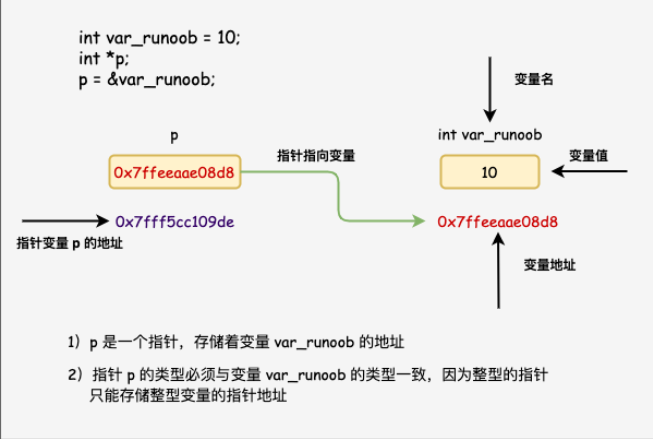 int var_runoob = 10;
int *p;
p = &var_runoob;
变量名
p
int var_runoob
指针指向变量
变量值
0x7ffeeaae08d8
10
0x7fff5cc109de
0x7ffeeaae08d8
指针变量 p 的地址
变量地址
1）p 是一个指针，存储着变量 var_runoob 的地址
2）指针 p 的类型必须与变量 var_runoob 的类型一致，因为整型的指针
只能存储整型变量的指针地址